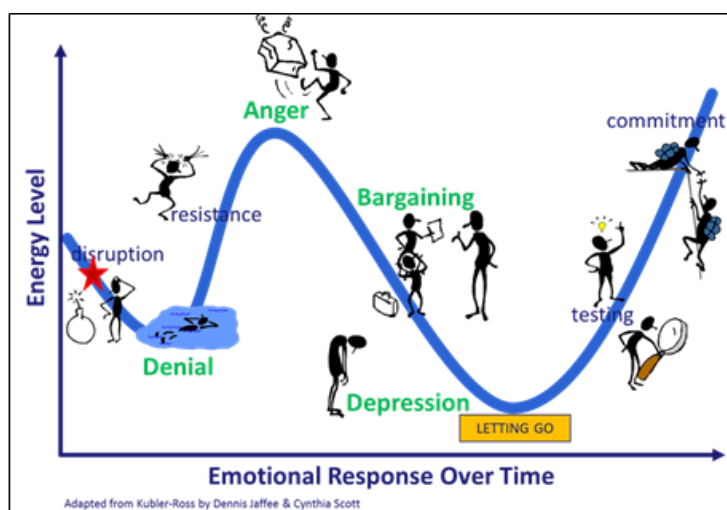 Anger
commitment
resistance
Bargaining
disruption
Energy Level
testing
Denial
Depression
LETTING GO
Emotional Response Over Time
Adapted from Kubler-Ross by Dennis Jaffee & Cynthia Scott